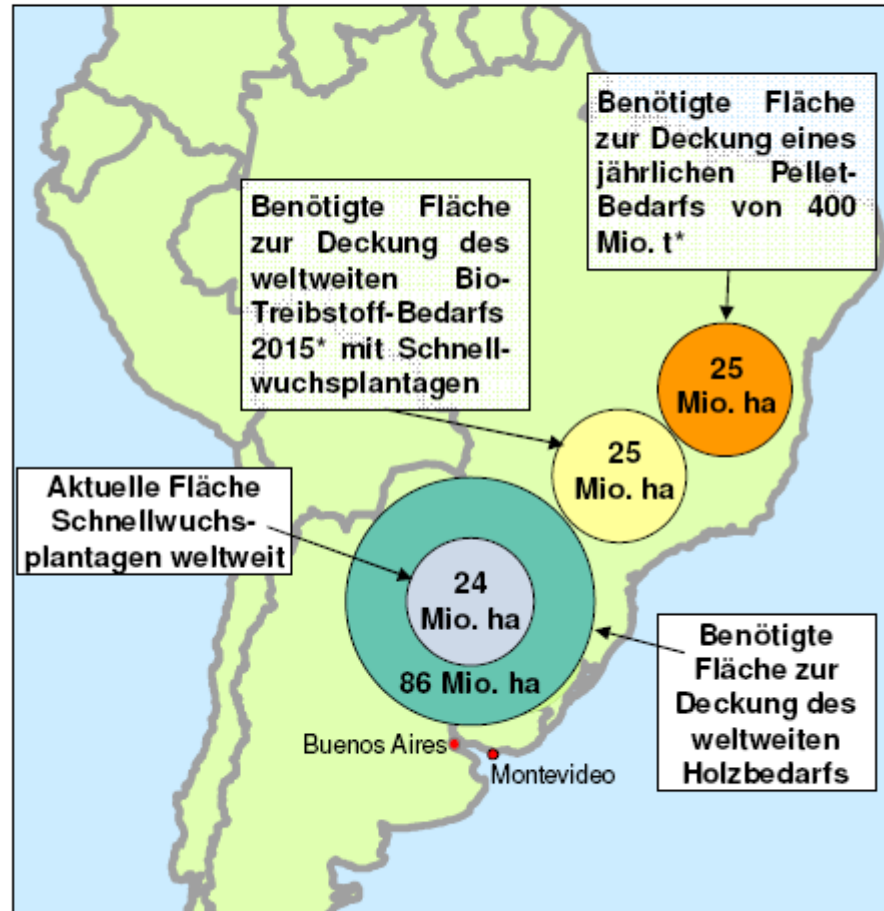 Benötigte Fläche
zur Deckung eines
jährlichen Pellet-
Bedarfs von 400
Mio. t*
Benötigte Fläche
zur Deckung des
weltweiten Bio-
Treibstoff-Bedarfs
2015* mit Schnell-
wuchsplantagen
25
Mio. ha
25
Mio. ha
Aktuelle Fläche
Schnellwuchs-
plantagen weltweit
24
Mio. ha
86 Mio. ha
Benötigte
Fläche zur
Deckung des
weltweiten
Holzbedarfs
Buenos Aires
Montevideo